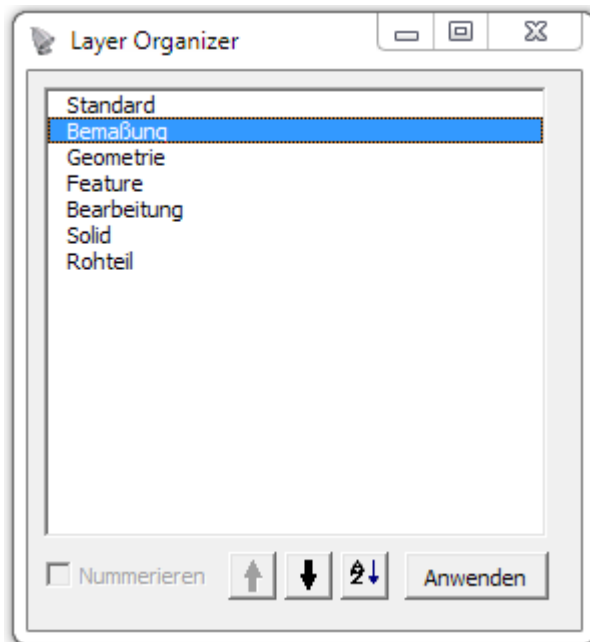 Layer Organizer
Standard
Bemaßung
Geometrie
Feature
Bearbeitung
Solid
Rohteil
Nummerieren
Anwenden